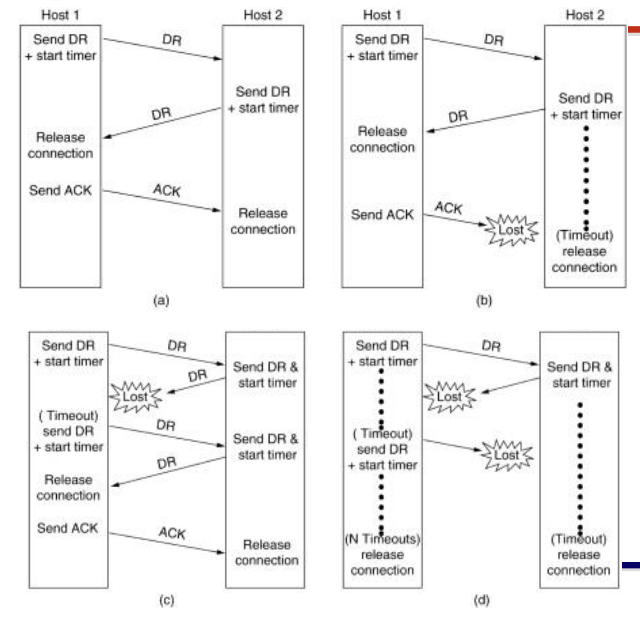 Host 1
Host 2
Send DR
+ start timer
DR
Send DR
+ start timer
DR
Release
connection
Send ACK
ACK
Release
connection
(a)
Host 1
Host 2
Send DR
+ start timer
DR
Send DR
+ start timer
DR
Release
connection
Send ACK
ACK
Lost
(Timeout)
release
connection
(b)
Send DR
+ start timer
DR
Send DR &
start timer
DR
Lost
( Timeout)
send DR
+ start timer
DR
Send DR &
start timer
DR
Release
connection
Send ACK
ACK
Release
connection
(c)
Send DR
+ start timer
DR
Send DR &
start timer
Lost
( Timeout)
send DR
+ start timer
Lost
(N Timeouts)
release
connection
(Timeout)
release
connection
(d)